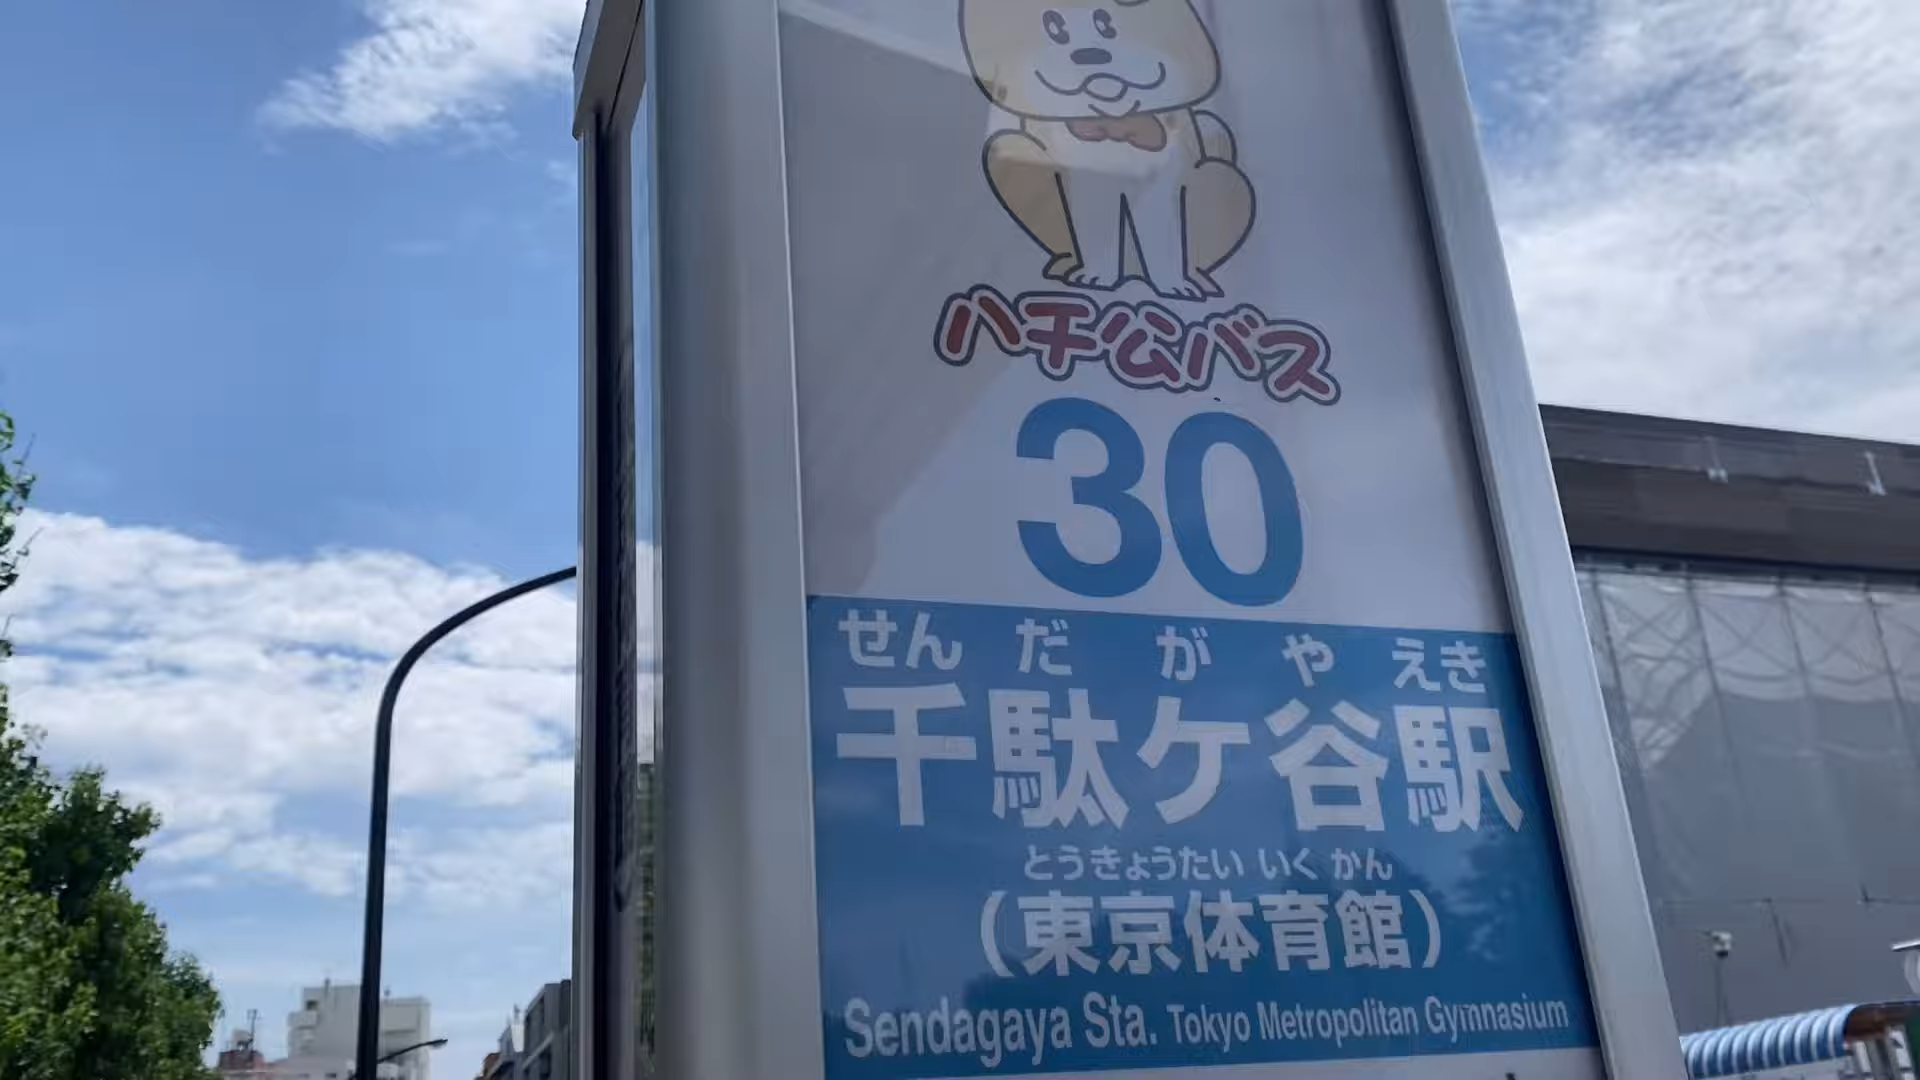 ハチ公バス
30
せんだがやえき
千駄ケ谷駅
とうきょうたいいくかん
(東京体育館)
Sendagaya Sta. Tokyo Metropolitan Gymnasium